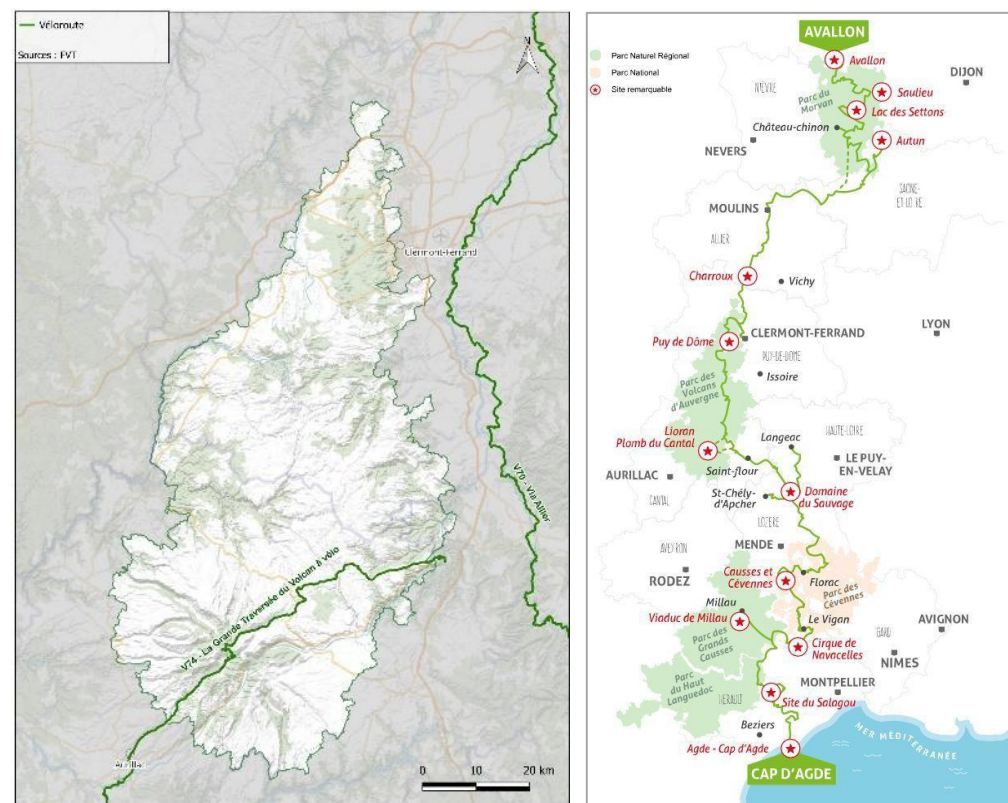 Véloroute
Sources : FVT
N
Clermont-Ferrand
V70 - Via Allier
V74 - La Grande Traversée du Volcan à vélo
Aurillac
0 10 20 km
AVALLON
Parc Naturel Régional
Parc National
Site remarquable
Avallon
DIJON
NIÈVRE
Saulieu
Parc du
Morvan
Lac des Settons
Château-chinon
Autun
NEVERS
SAÔNE-
ET-LOIRE
MOULINS
ALLIER
Charroux
Vichy
LYON
CLERMONT-FERRAND
Puy de Dôme
PUY-DE-DÔME
Issoire
Parc des
Volcans
d'Auvergne
HAUTE-LOIRE
Lioran
Plomb du Cantal
Langeac
LE PUY-
EN-VELAY
Saint-flour
AURILLAC
CANTAL
St-Chély-
d'Apcher
Domaine
du Sauvage
LOZÈRE
AVEYRON
MENDE
RODEZ
Causses et
Cévennes
Florac
Parc des
Cévennes
Millau
Viaduc de Millau
Le Vigan
GARD
AVIGNON
Parc des
Grands
Causses
Cirque de
Navacelles
NIMES
Parc
du Haut
Languedoc
HÉRAULT
MONTPELLIER
Site du Salagou
Beziers
MER MÉDITERRANÉE
Agde - Cap d'Agde
CAP D'AGDE